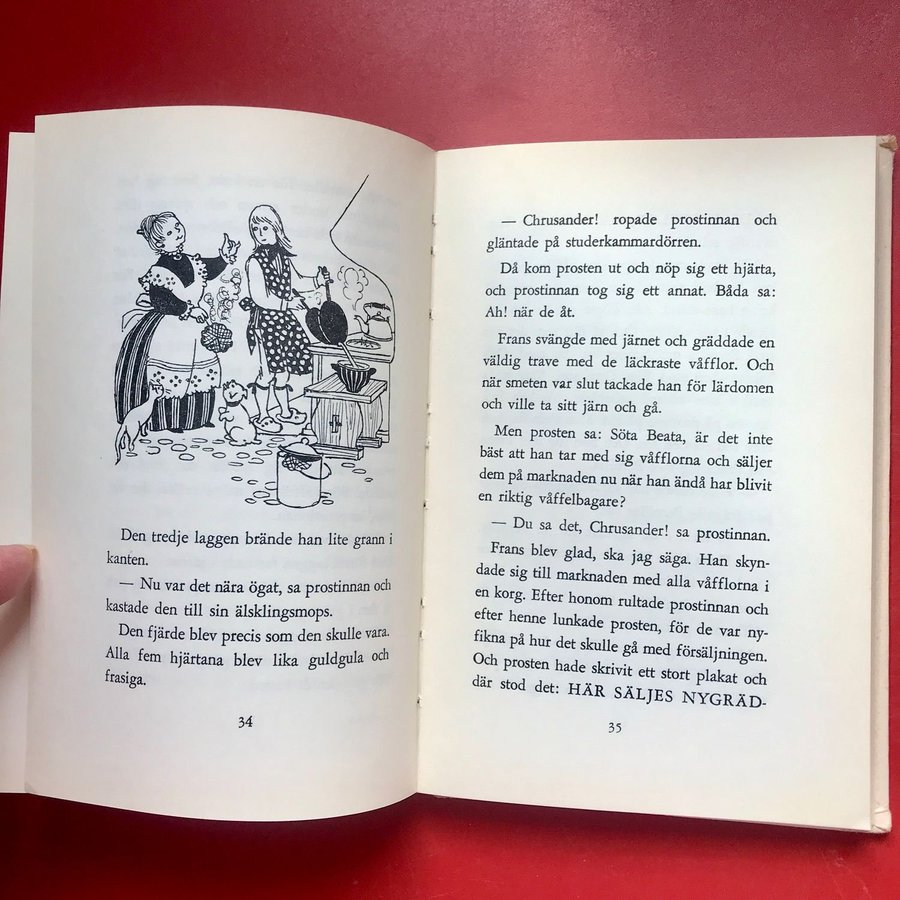 Den tredje laggen brände han lite grann i
kanten.
— Nu var det nära ögat, sa prostinnan och
kastade den till sin älsklingsmops.
Den fjärde blev precis som den skulle vara.
Alla fem hjärtana blev lika guldgula och
frasiga.
34
— Chrusander! ropade prostinnan och
gläntade på studerkammardörren.
Då kom prosten ut och nöp sig ett hjärta,
och prostinnan tog sig ett annat. Båda sa:
Ah! när de åt.
Frans svängde med järnet och gräddade en
väldig trave med de läckraste våfflor. Och
när smeten var slut tackade han för lärdomen
och ville ta sitt järn och gå.
Men prosten sa: Söta Beata, är det inte
bäst att han tar med sig våfflorna och säljer
dem på marknaden nu när han ändå har blivit
en riktig våffelbagare?
— Du sa det, Chrusander! sa prostinnan.
Frans blev glad, ska jag säga. Han skyn-
dade sig till marknaden med alla våfflorna i
en korg. Efter honom rultade prostinnan och
efter henne lunkade prosten, för de var ny-
fikna på hur det skulle gå med försäljningen.
Och prosten hade skrivit ett stort plakat och
där stod det: HÄR SÄLJES NYGRÄD-
35